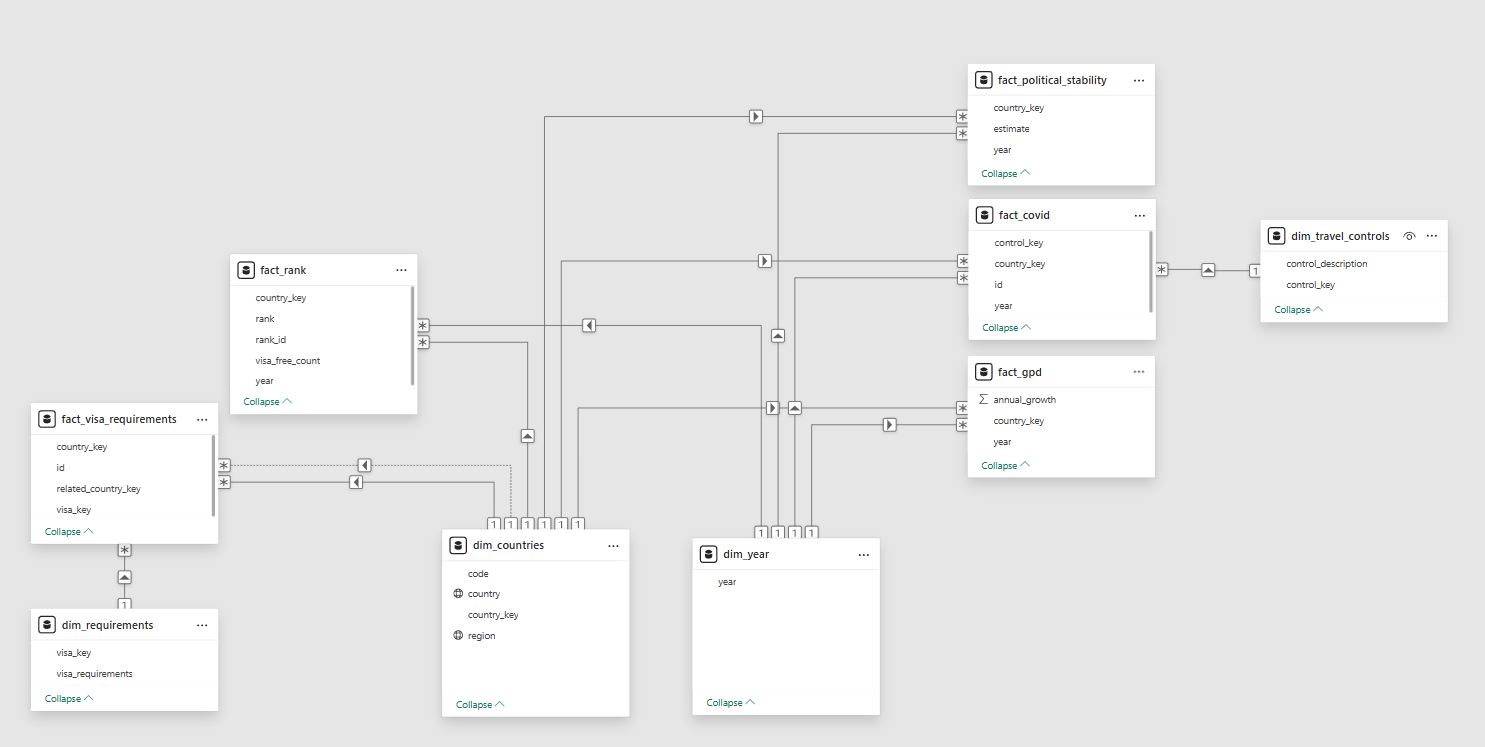 fact_political_stability
country_key
estimate
year
Collapse
fact_covid
control_key
country_key
id
year
Collapse
dim_travel_controls
control_description
control_key
Collapse
fact_rank
country_key
rank
rank_id
visa_free_count
year
Collapse
fact_gpd
annual_growth
country_key
year
Collapse
fact_visa_requirements
country_key
id
related_country_key
visa_key
Collapse
dim_countries
code
country
country_key
region
Collapse
dim_year
year
Collapse
dim_requirements
visa_key
visa_requirements
Collapse
* * * * * * * * * * * *
1 1 1 1 1 1 1 1 1 1 1 1